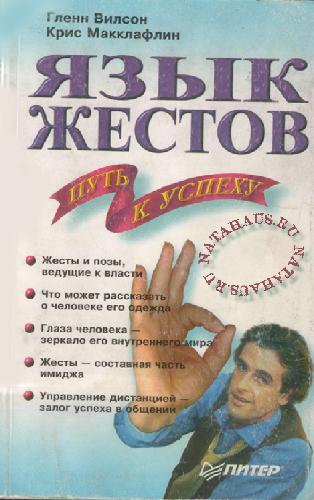 Гленн Вилсон
Крис Макклафлин
ЯЗЫК
ЖЕСТОВ
ПУТЬ К УСПЕХУ
NATAHAUS.RU NATAHAUS.RU
Жесты и позы,
ведущие к власти
Что может рассказать
о человеке его одежда
Глаза человека —
зеркало его внутреннего мира
Жесты — составная часть
имиджа
Управление дистанцией —
залог успеха в общении
ПИТЕР